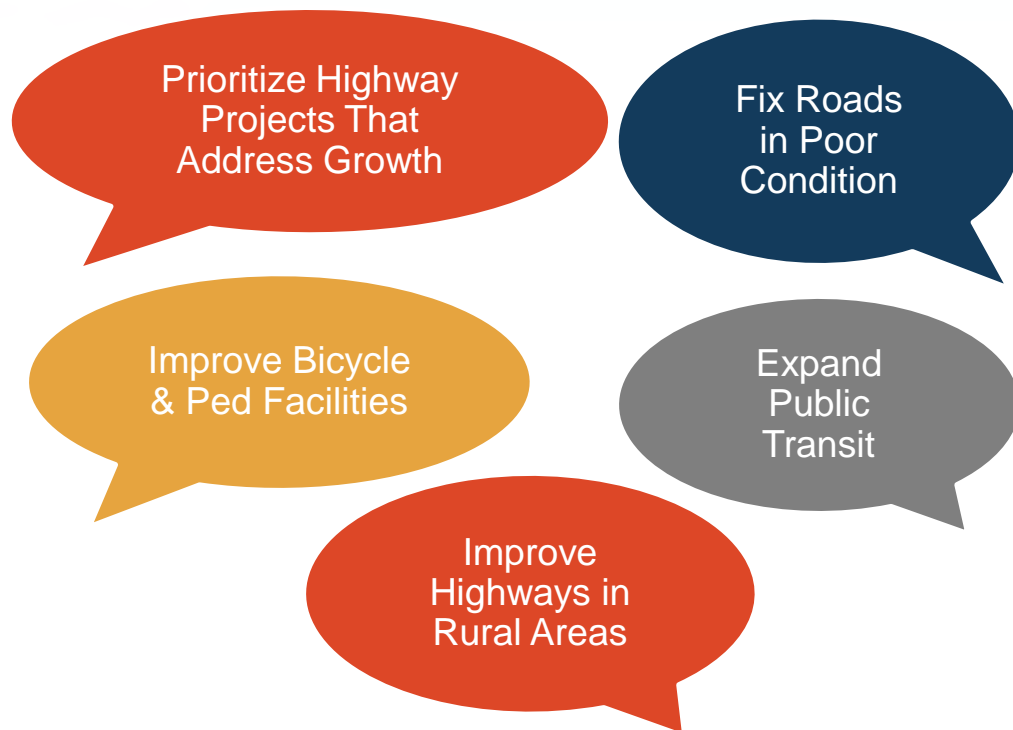 Prioritize Highway
Projects That
Address Growth
Fix Roads
in Poor
Condition
Improve Bicycle
& Ped Facilities
Expand
Public
Transit
Improve
Highways in
Rural Areas